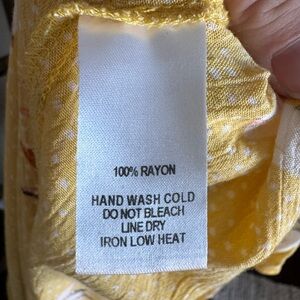 100% RAYON
HAND WASH COLD
DO NOT BLEACH
LINE DRY
IRON LOW HEAT